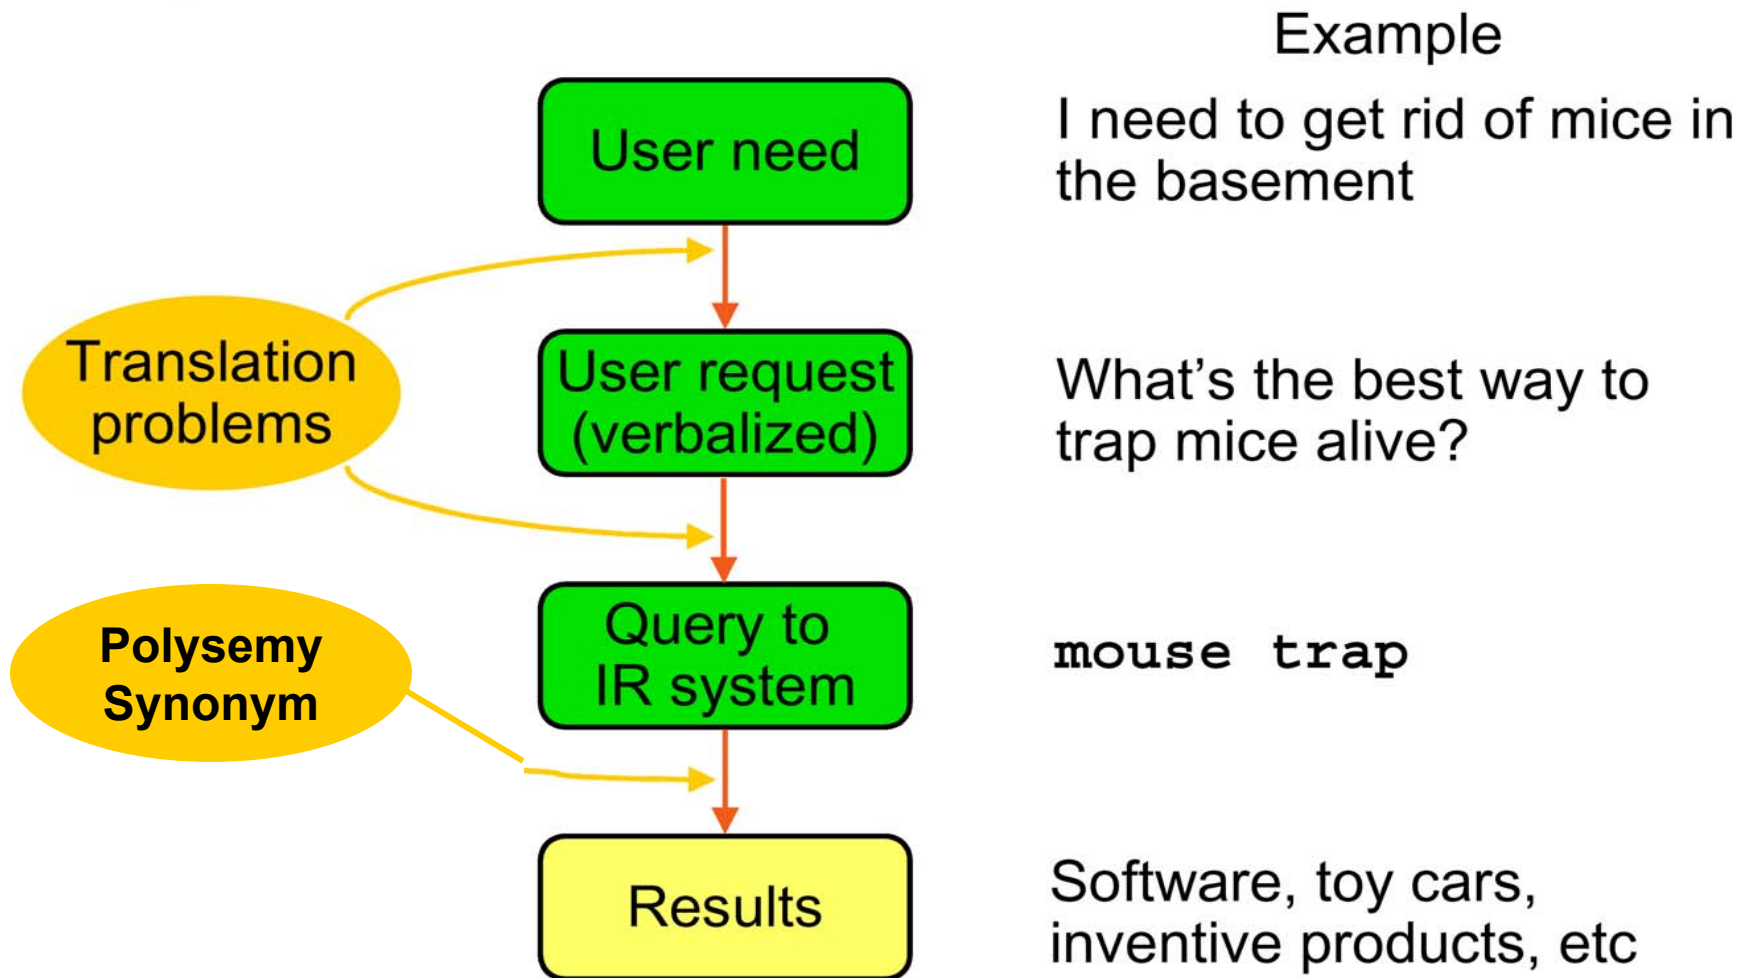 Example
User need
I need to get rid of mice in
the basement
Translation
problems
User request
(verbalized)
What's the best way to
trap mice alive?
Polysemy
Synonym
Query to
IR system
mouse trap
Results
Software, toy cars,
inventive products, etc